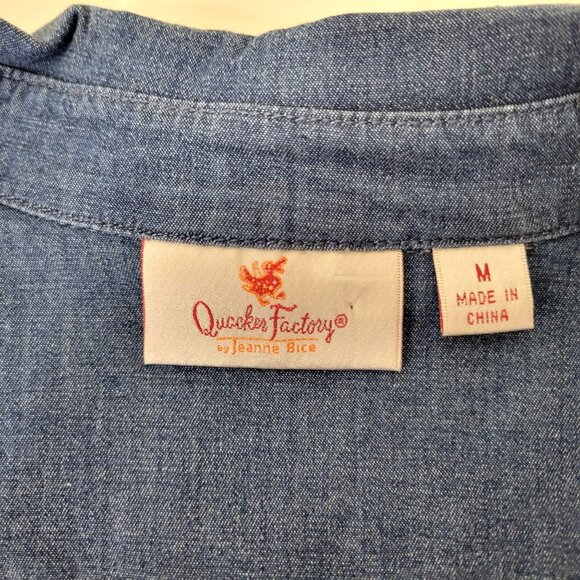 Quacker Factory®
by Jeanne Bice
M
MADE IN
CHINA